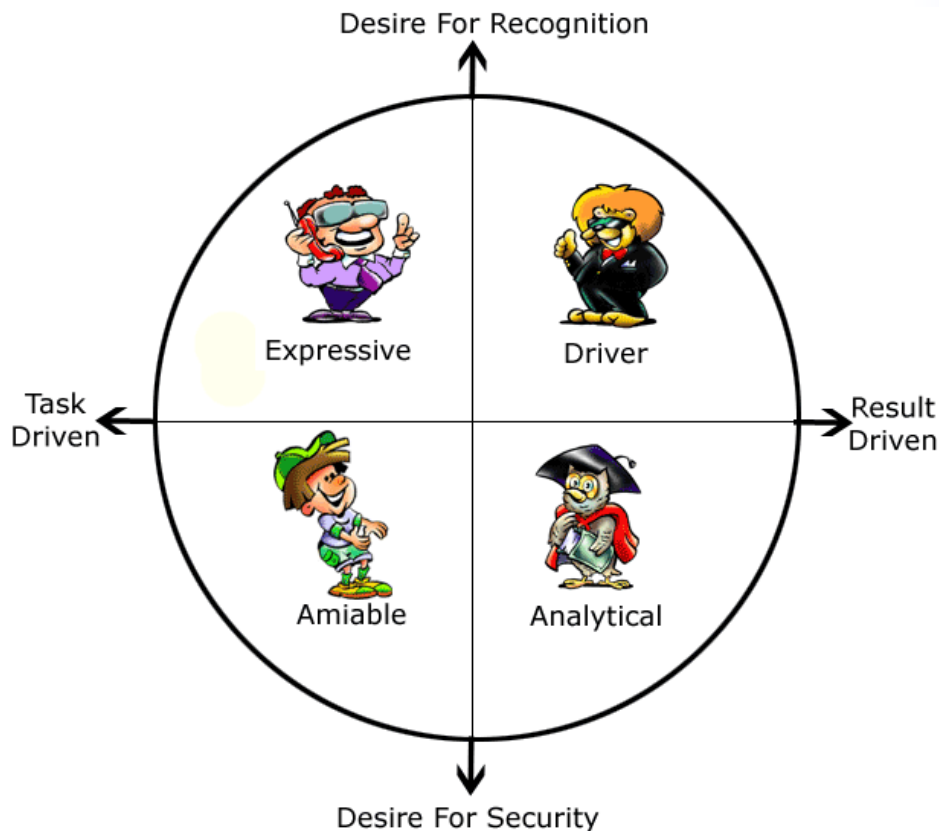 Desire For Recognition
Expressive
Driver
Task
Driven
Result
Driven
Amiable
Analytical
Desire For Security